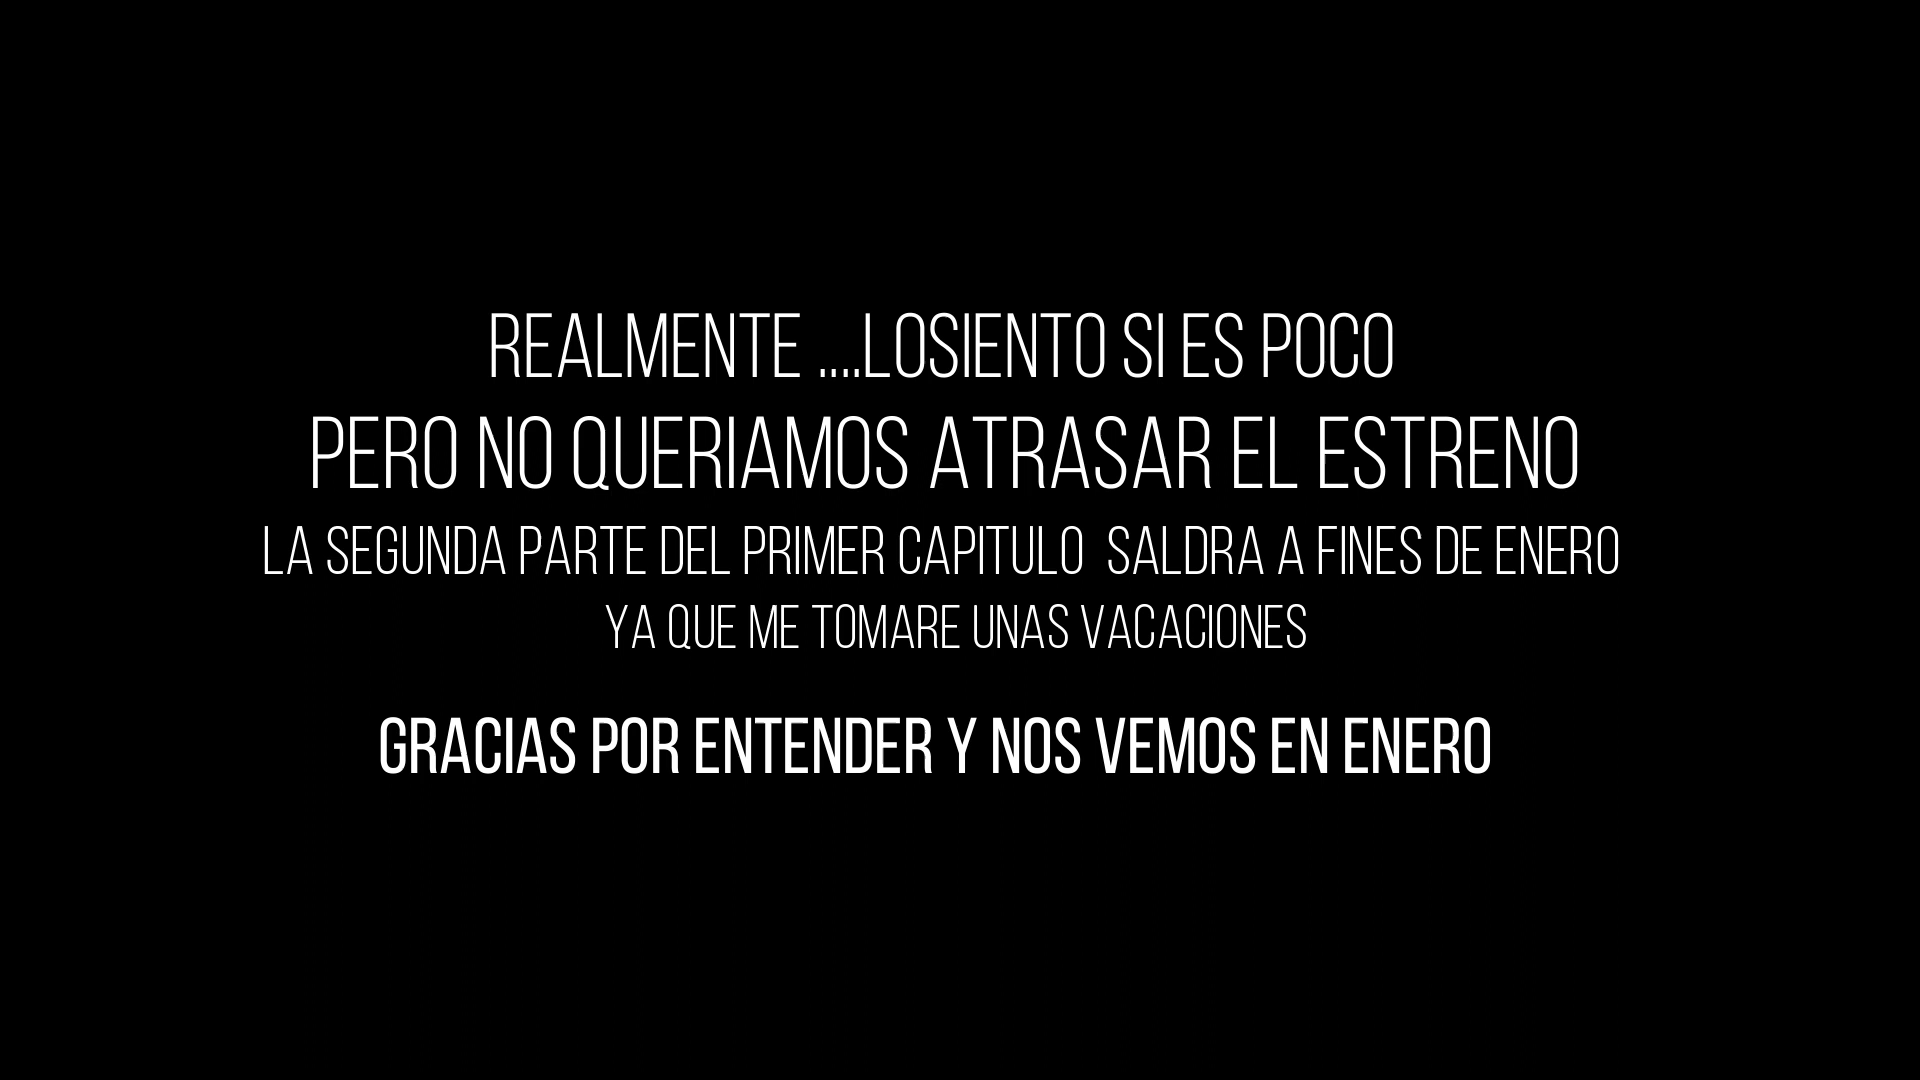 REALMENTE ....LOSIENTO SI ES POCO
PERO NO QUERIAMOS ATRASAR EL ESTRENO
LA SEGUNDA PARTE DEL PRIMER CAPITULO  SALDRA A FINES DE ENERO
YA QUE ME TOMARE UNAS VACACIONES
GRACIAS POR ENTENDER Y NOS VEMOS EN ENERO